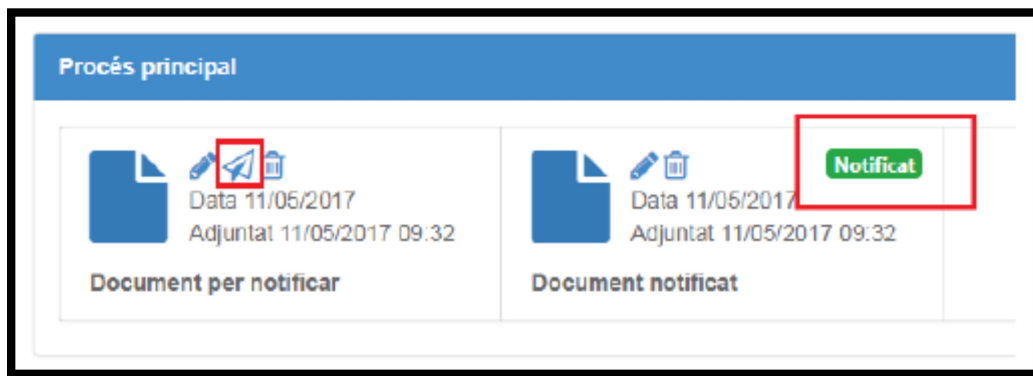 Procés principal
Data 11/05/2017
Adjuntat 11/05/2017 09:32
Document per notificar
Notificat
Data 11/05/2017
Adjuntat 11/05/2017 09:32
Document notificat